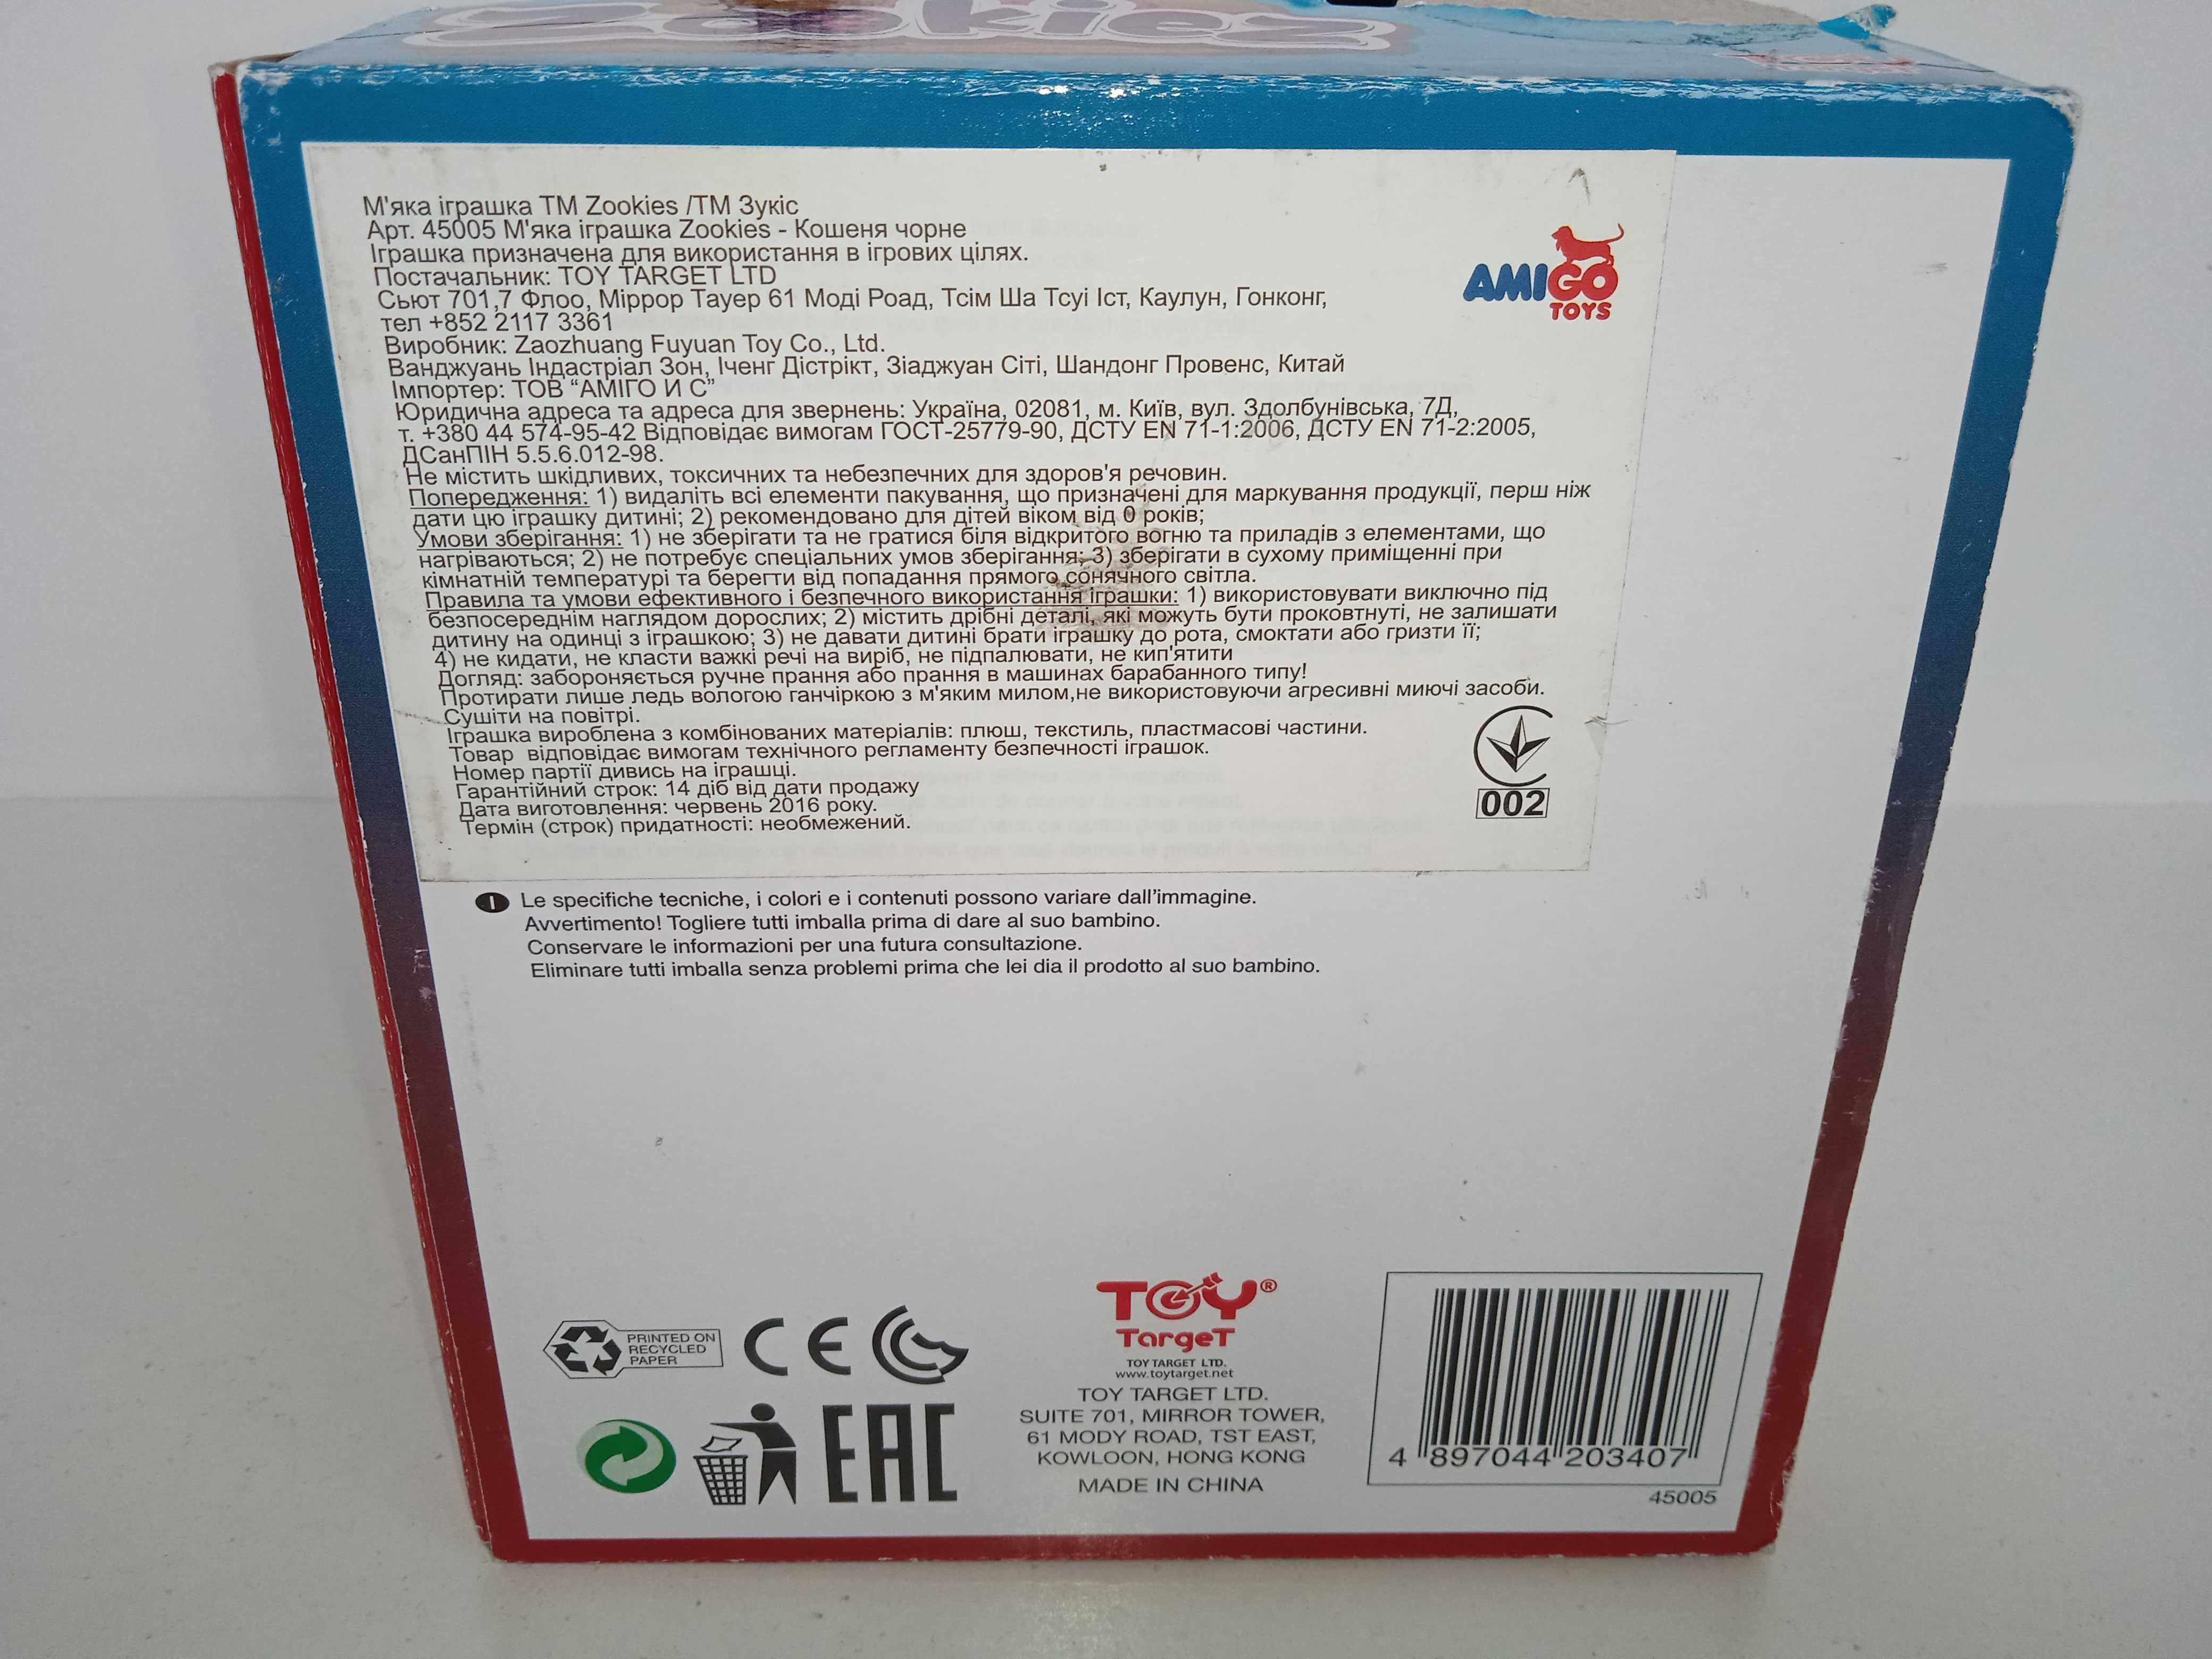 Zookiez
М'яка іграшка ТМ Zookies /ТМ Зукіс
Арт. 45005 М'яка іграшка Zookies - Кошеня чорне
Іграшка призначена для використання в ігрових цілях.
Постачальник: TOY TARGET LTD
Сьют 701,7 Флоо, Міррор Тауер 61 Моді Роад, Тсім Ша Тсуі Іст, Каулун, Гонконг,
тел +852 2117 3361
Виробник: Zaozhuang Fuyuan Toy Co., Ltd.
Ванджуань Індастріал Зон, Іченг Дістрікт, Зіаджуан Сіті, Шандонг Провенс, Китай
Імпортер: ТОВ “АМІГО И С”
Юридична адреса та адреса для звернень: Україна, 02081, м. Київ, вул. Здолбунівська, 7Д,
т. +380 44 574-95-42 Відповідає вимогам ГОСТ-25779-90, ДСТУ EN 71-1:2006, ДСТУ EN 71-2:2005,
ДСанПІН 5.5.6.012-98.
Не містить шкідливих, токсичних та небезпечних для здоров'я речовин.
Попередження: 1) видаліть всі елементи пакування, що призначені для маркування продукції, перш ніж
дати цю іграшку дитині; 2) рекомендовано для дітей віком від 0 років;
Умови зберігання: 1) не зберігати та не гратися біля відкритого вогню та приладів з елементами, що
нагріваються; 2) не потребує спеціальних умов зберігання; 3) зберігати в сухому приміщенні при
кімнатній температурі та берегти від попадання прямого сонячного світла.
Правила та умови ефективного і безпечного використання іграшки: 1) використовувати виключно під
безпосереднім наглядом дорослих; 2) містить дрібні деталі, які можуть бути проковтнуті, не залишати
дитину на одинці з іграшкою; 3) не давати дитині брати іграшку до рота, смоктати або гризти її;
4) не кидати, не класти важкі речі на виріб, не підпалювати, не кип'ятити
Догляд: забороняється ручне прання або прання в машинах барабанного типу!
Протирати лише ледь вологою ганчіркою з м'яким милом,не використовуючи агресивні миючі засоби.
Сушіти на повітрі.
Іграшка вироблена з комбінованих матеріалів: плюш, текстиль, пластмасові частини.
Товар відповідає вимогам технічного регламенту безпечності іграшок.
Номер партії дивись на іграшці.
Гарантійний строк: 14 діб від дати продажу
Дата виготовлення: червень 2016 року.
Термін (строк) придатності: необмежений.
AMIGO
TOYS
002
I Le specifiche tecniche, i colori e i contenuti possono variare dall'immagine.
Avvertimento! Togliere tutti imballa prima di dare al suo bambino.
Conservare le informazioni per una futura consultazione.
Eliminare tutti imballa senza problemi prima che lei dia il prodotto al suo bambino.
PRINTED ON
RECYCLED
PAPER
CE
EAC
TOY®
TargeT
TOY TARGET LTD.
www.toytarget.net
TOY TARGET LTD.
SUITE 701, MIRROR TOWER,
61 MODY ROAD, TST EAST,
KOWLOON, HONG KONG
MADE IN CHINA
4 897044 203407
45005